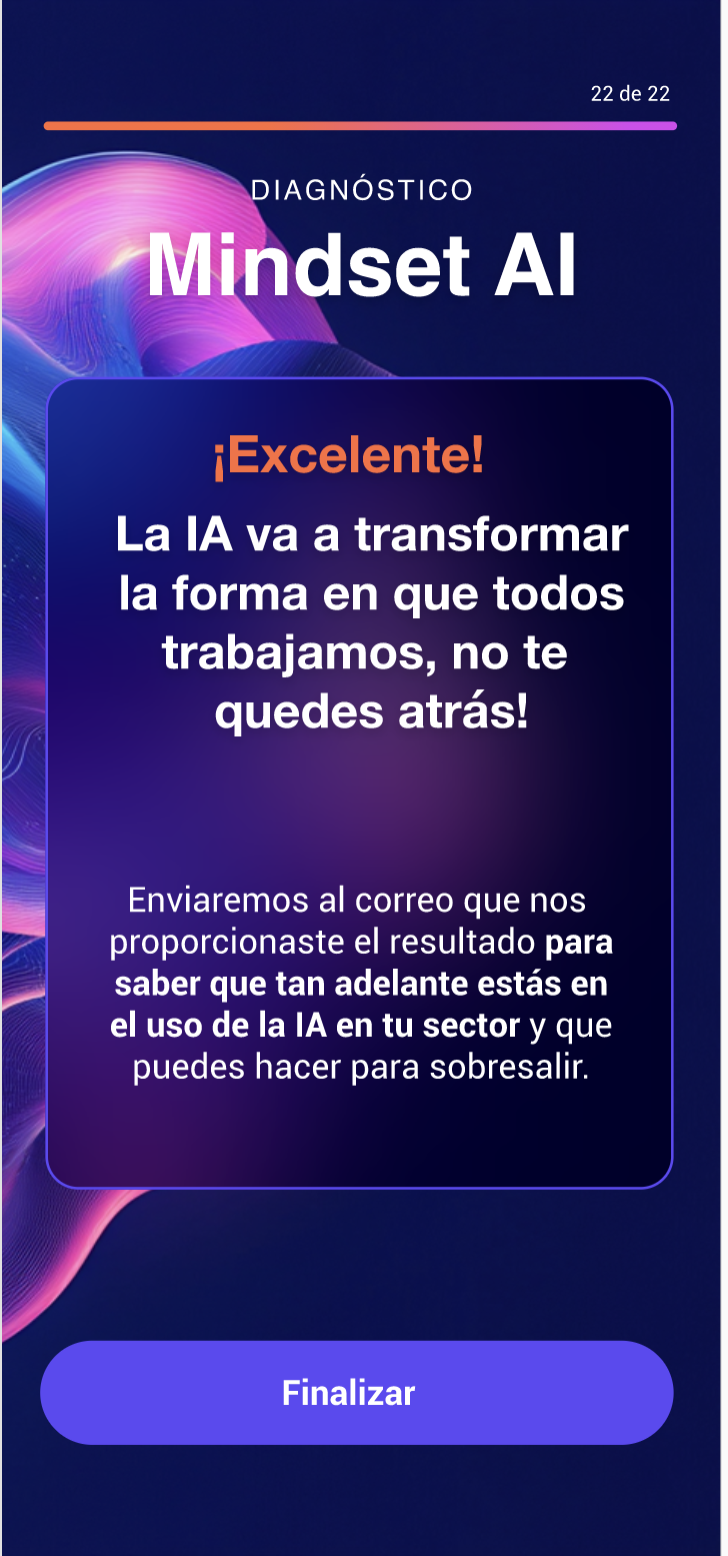 22 de 22
DIAGNÓSTICO
Mindset AI
¡Excelente!
La IA va a transformar
la forma en que todos
trabajamos, no te
quedes atrás!
Enviaremos al correo que nos
proporcionaste el resultado para
saber que tan adelante estás en
el uso de la IA en tu sector y que
puedes hacer para sobresalir.
Finalizar